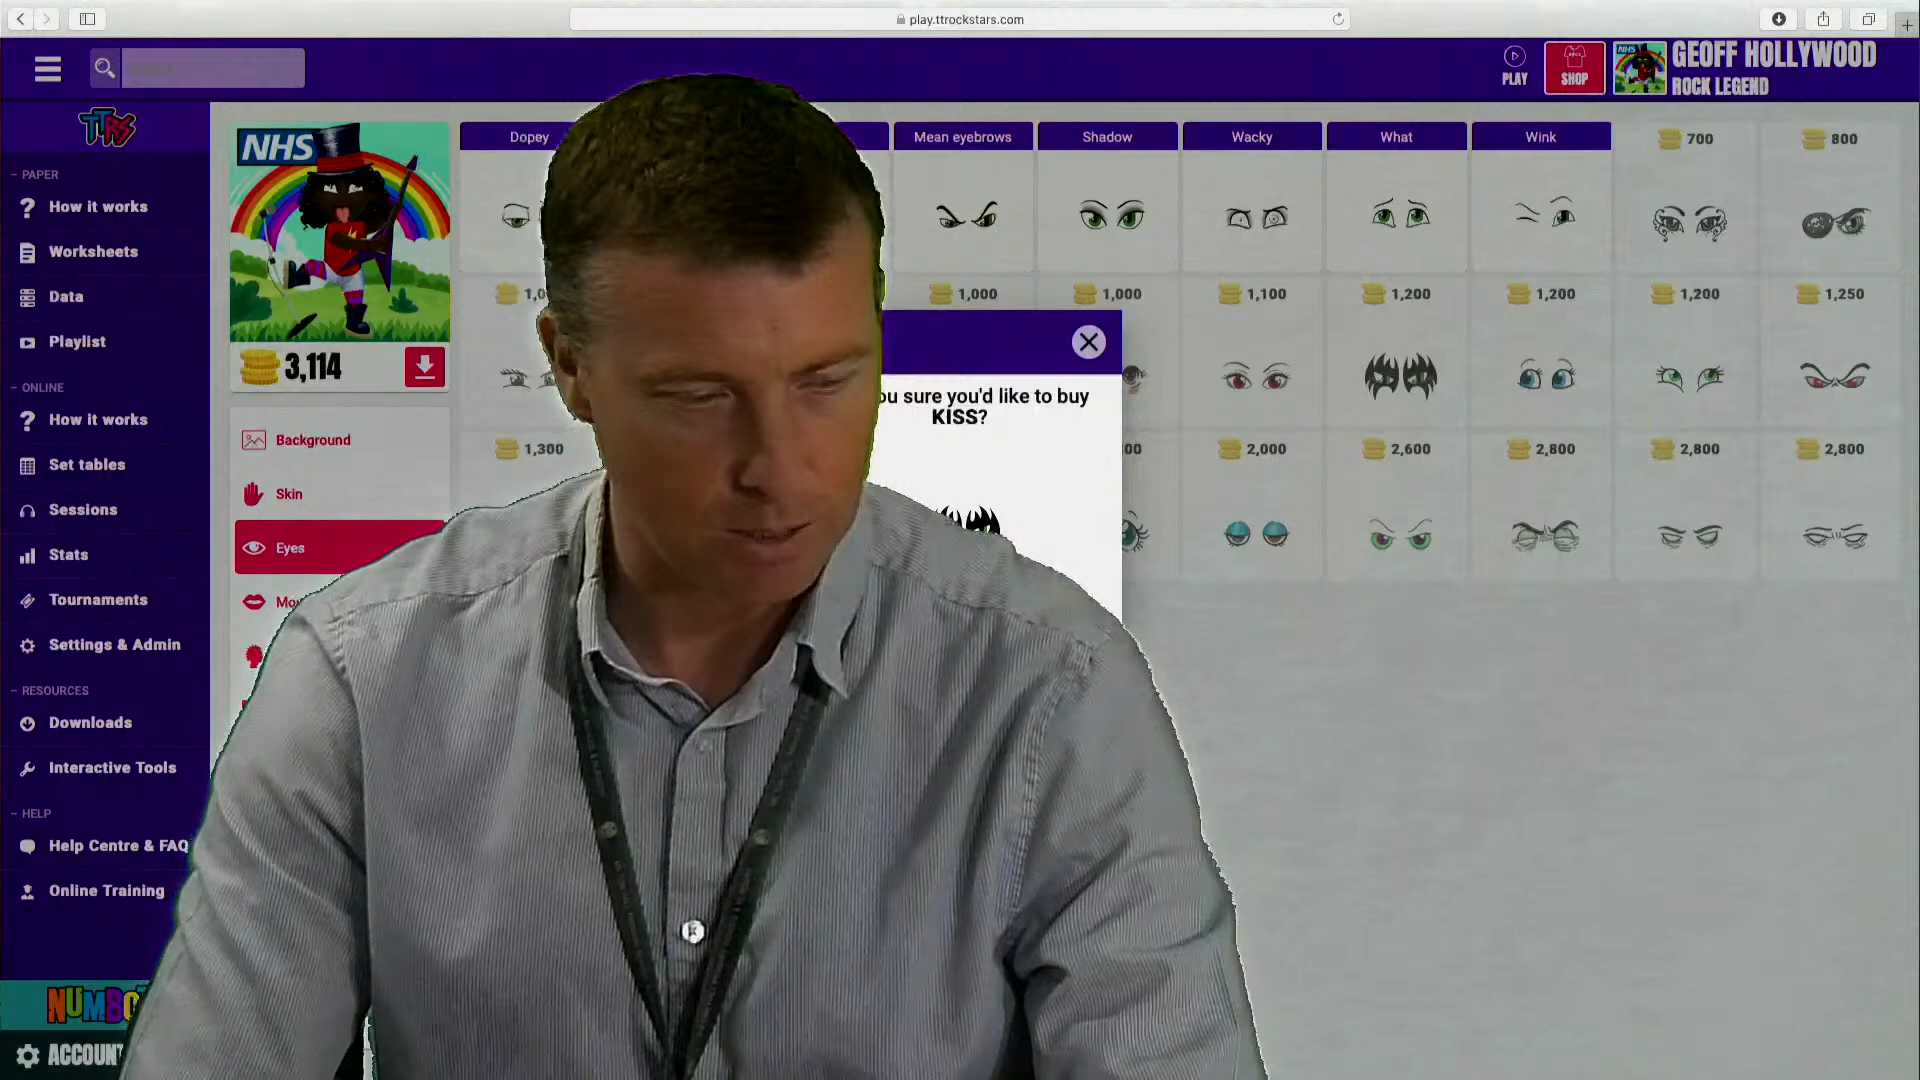 play.ttrockstars.com
PLAY
SHOP
GEOFF HOLLYWOOD
ROCK LEGEND
TTRS
PAPER
How it works
Worksheets
Data
Playlist
ONLINE
How it works
Set tables
Sessions
Stats
Tournaments
Settings & Admin
RESOURCES
Downloads
Interactive Tools
HELP
Help Centre & FAQ
Online Training
ACCOUNT
NHS
3,114
Background
Skin
Eyes
Dopey
Mean eyebrows
Shadow
Wacky
What
Wink
700
800
1,000
1,000
1,100
1,200
1,200
1,200
1,250
sure you'd like to buy
KISS?
1,300
2,000
2,600
2,800
2,800
2,800